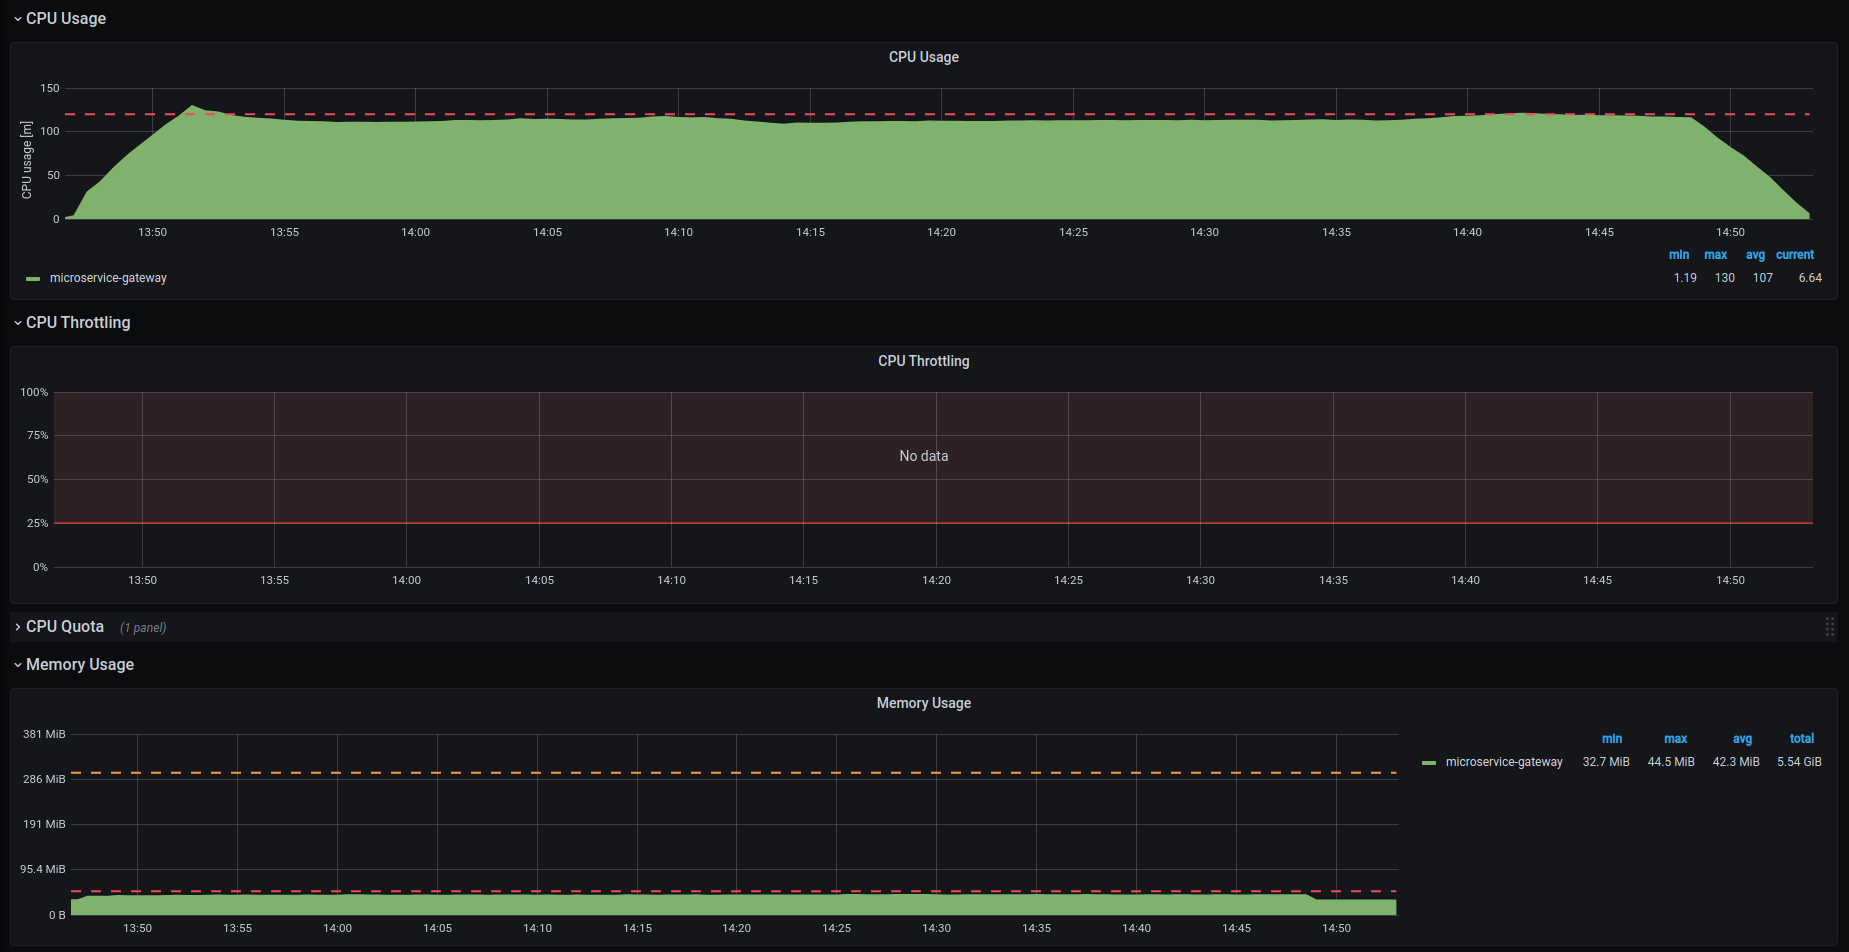 CPU Usage
CPU Usage
CPU usage [m]
150
100
50
0
13:50 13:55 14:00 14:05 14:10 14:15 14:20 14:25 14:30 14:35 14:40 14:45 14:50
min max avg current
microservice-gateway 1.19 130 107 6.64
CPU Throttling
CPU Throttling
100%
75%
No data
50%
25%
0%
13:50 13:55 14:00 14:05 14:10 14:15 14:20 14:25 14:30 14:35 14:40 14:45 14:50
CPU Quota (1 panel)
Memory Usage
Memory Usage
381 MiB
286 MiB
191 MiB
95.4 MiB
0 B
13:50 13:55 14:00 14:05 14:10 14:15 14:20 14:25 14:30 14:35 14:40 14:45 14:50
min max avg total
microservice-gateway 32.7 MiB 44.5 MiB 42.3 MiB 5.54 GiB